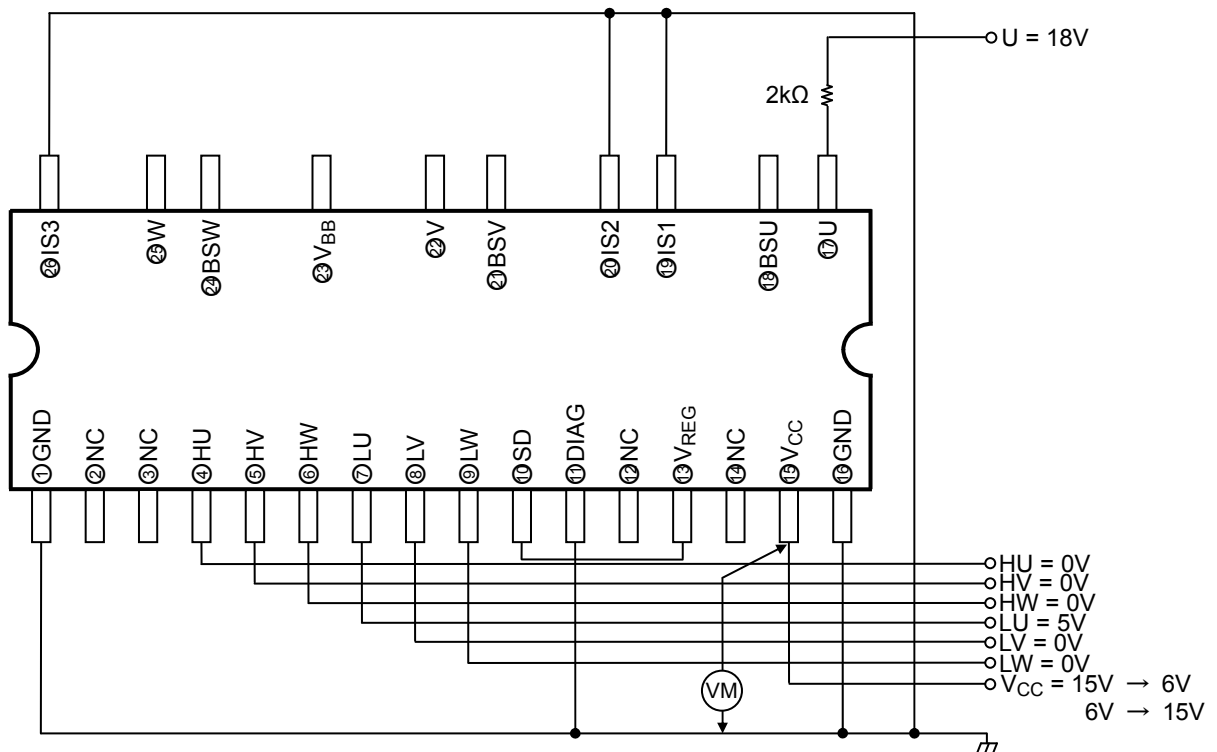 U = 18V
2kΩ
㉖IS3
㉕W
㉔BSW
㉓VBB
㉒V
㉑BSV
⑳IS2
⑲IS1
⑱BSU
⑰U
①GND
②NC
③NC
④HU
⑤HV
⑥HW
⑦LU
⑧LV
⑨LW
⑩SD
⑪DIAG
⑫NC
⑬VREG
⑭NC
⑮VCC
⑯GND
HU = 0V
HV = 0V
HW = 0V
LU = 5V
LV = 0V
LW = 0V
VM
VCC = 15V → 6V
6V → 15V